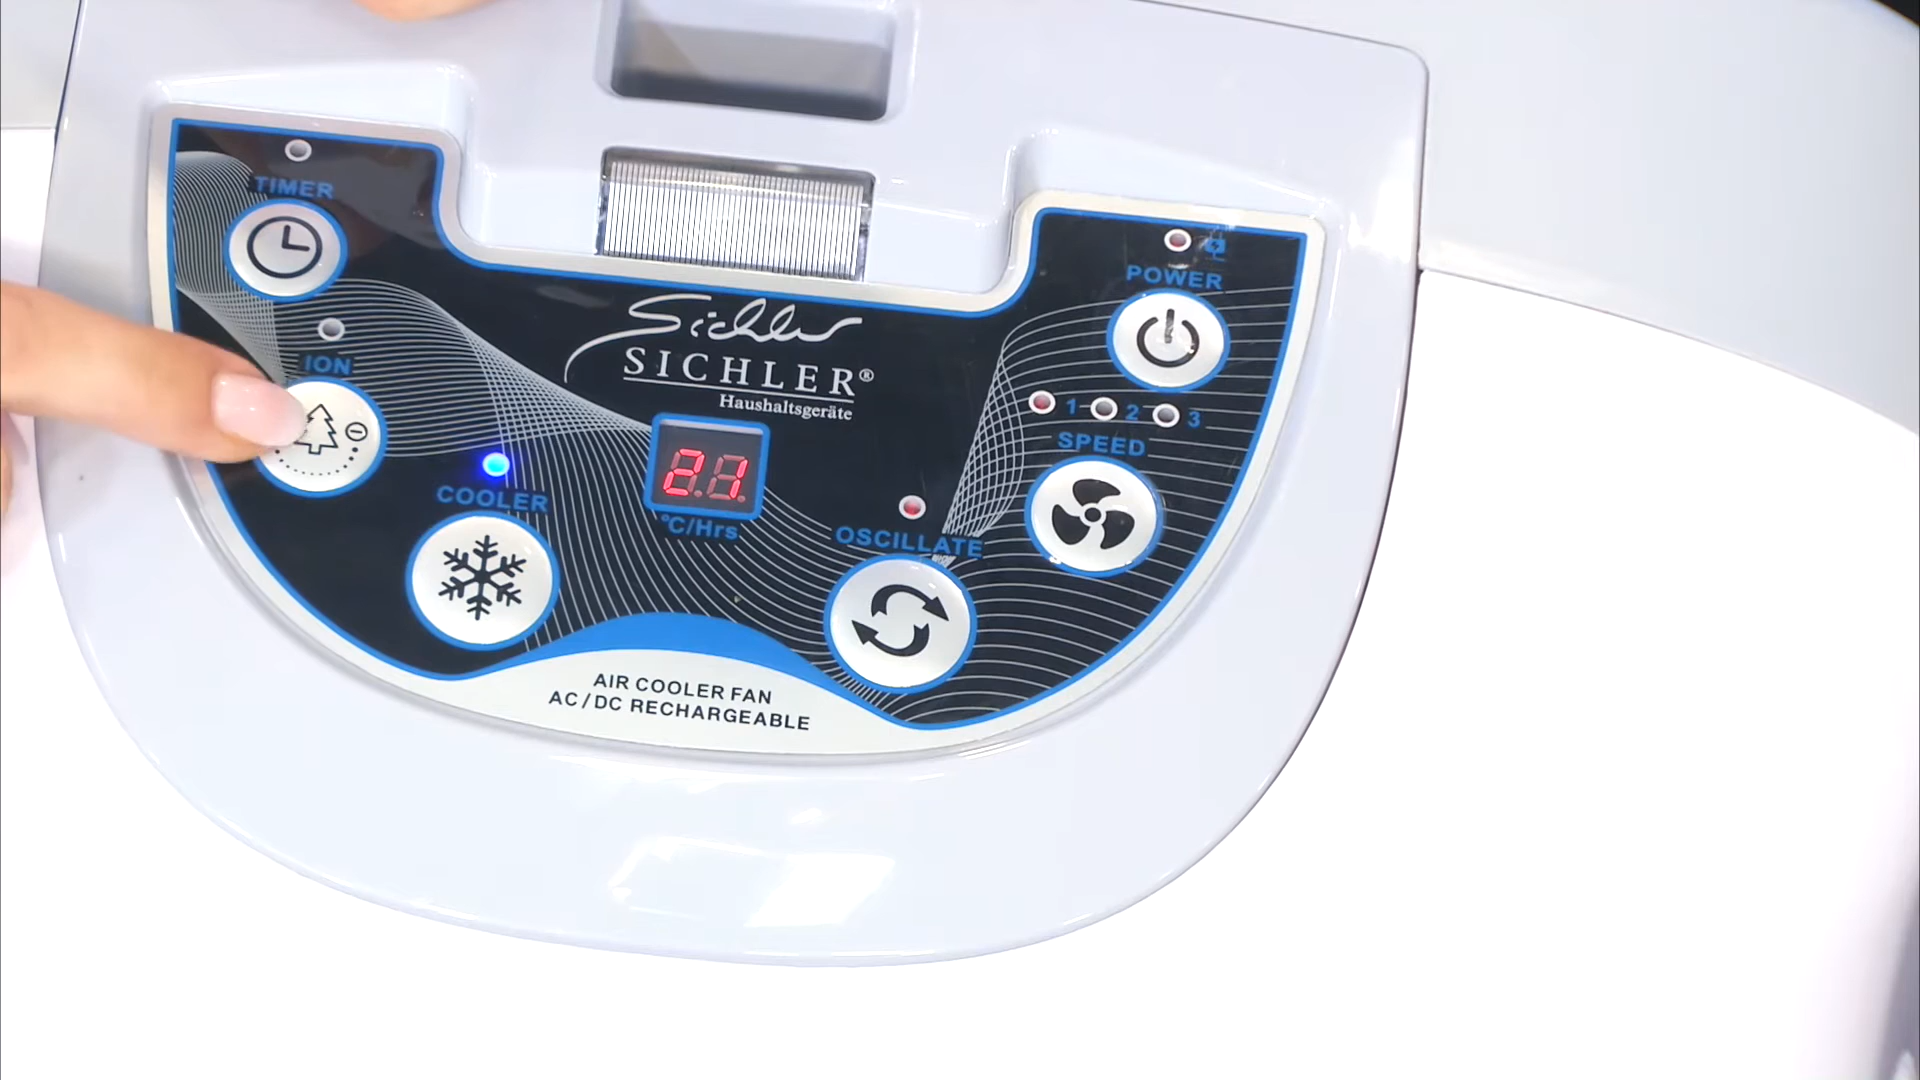 TIMER
ION
COOLER
Sichler
SICHLER®
Haushaltsgeräte
21
°C/Hrs
OSCILLATE
POWER
1 2 3
SPEED
AIR COOLER FAN
AC/DC RECHARGEABLE